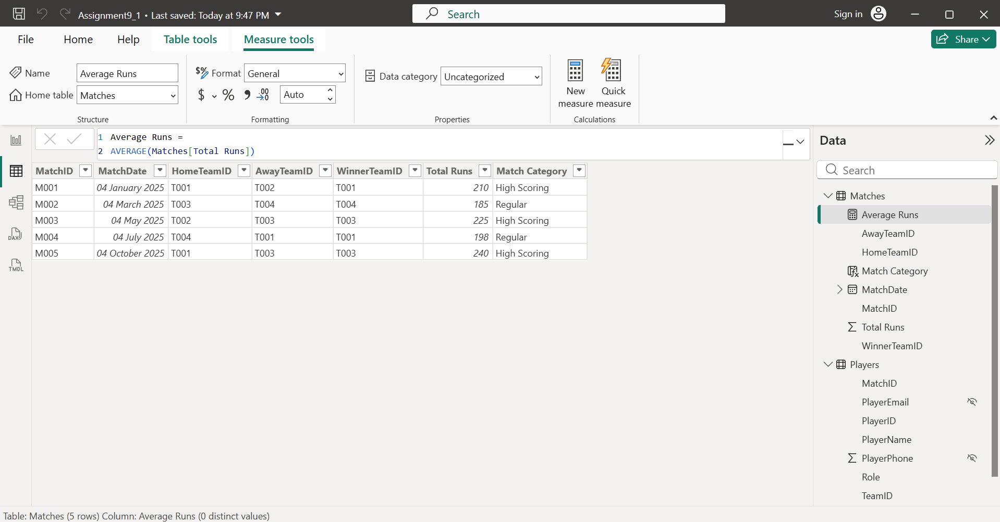 Assignment9_1 • Last saved: Today at 9:47 PM
Search
Sign in
File Home Help Table tools Measure tools
Share
Name Average Runs
Home table Matches
Structure
$% Format General
$ % 9 .00 →0 Auto
Formatting
Data category Uncategorized
Properties
New measure
Quick measure
Calculations
1 Average Runs =
2 AVERAGE(Matches[Total Runs])
MatchID MatchDate HomeTeamID AwayTeamID WinnerTeamID Total Runs Match Category
M001 04 January 2025 T001 T002 T001 210 High Scoring
M002 04 March 2025 T003 T004 T004 185 Regular
M003 04 May 2025 T002 T003 T003 225 High Scoring
M004 04 July 2025 T004 T001 T001 198 Regular
M005 04 October 2025 T001 T003 T003 240 High Scoring
DAX
TMDL
Data
Search
Matches
Average Runs
AwayTeamID
HomeTeamID
Match Category
MatchDate
MatchID
Total Runs
WinnerTeamID
Players
MatchID
PlayerEmail
PlayerID
PlayerName
PlayerPhone
Role
TeamID
Table: Matches (5 rows) Column: Average Runs (0 distinct values)